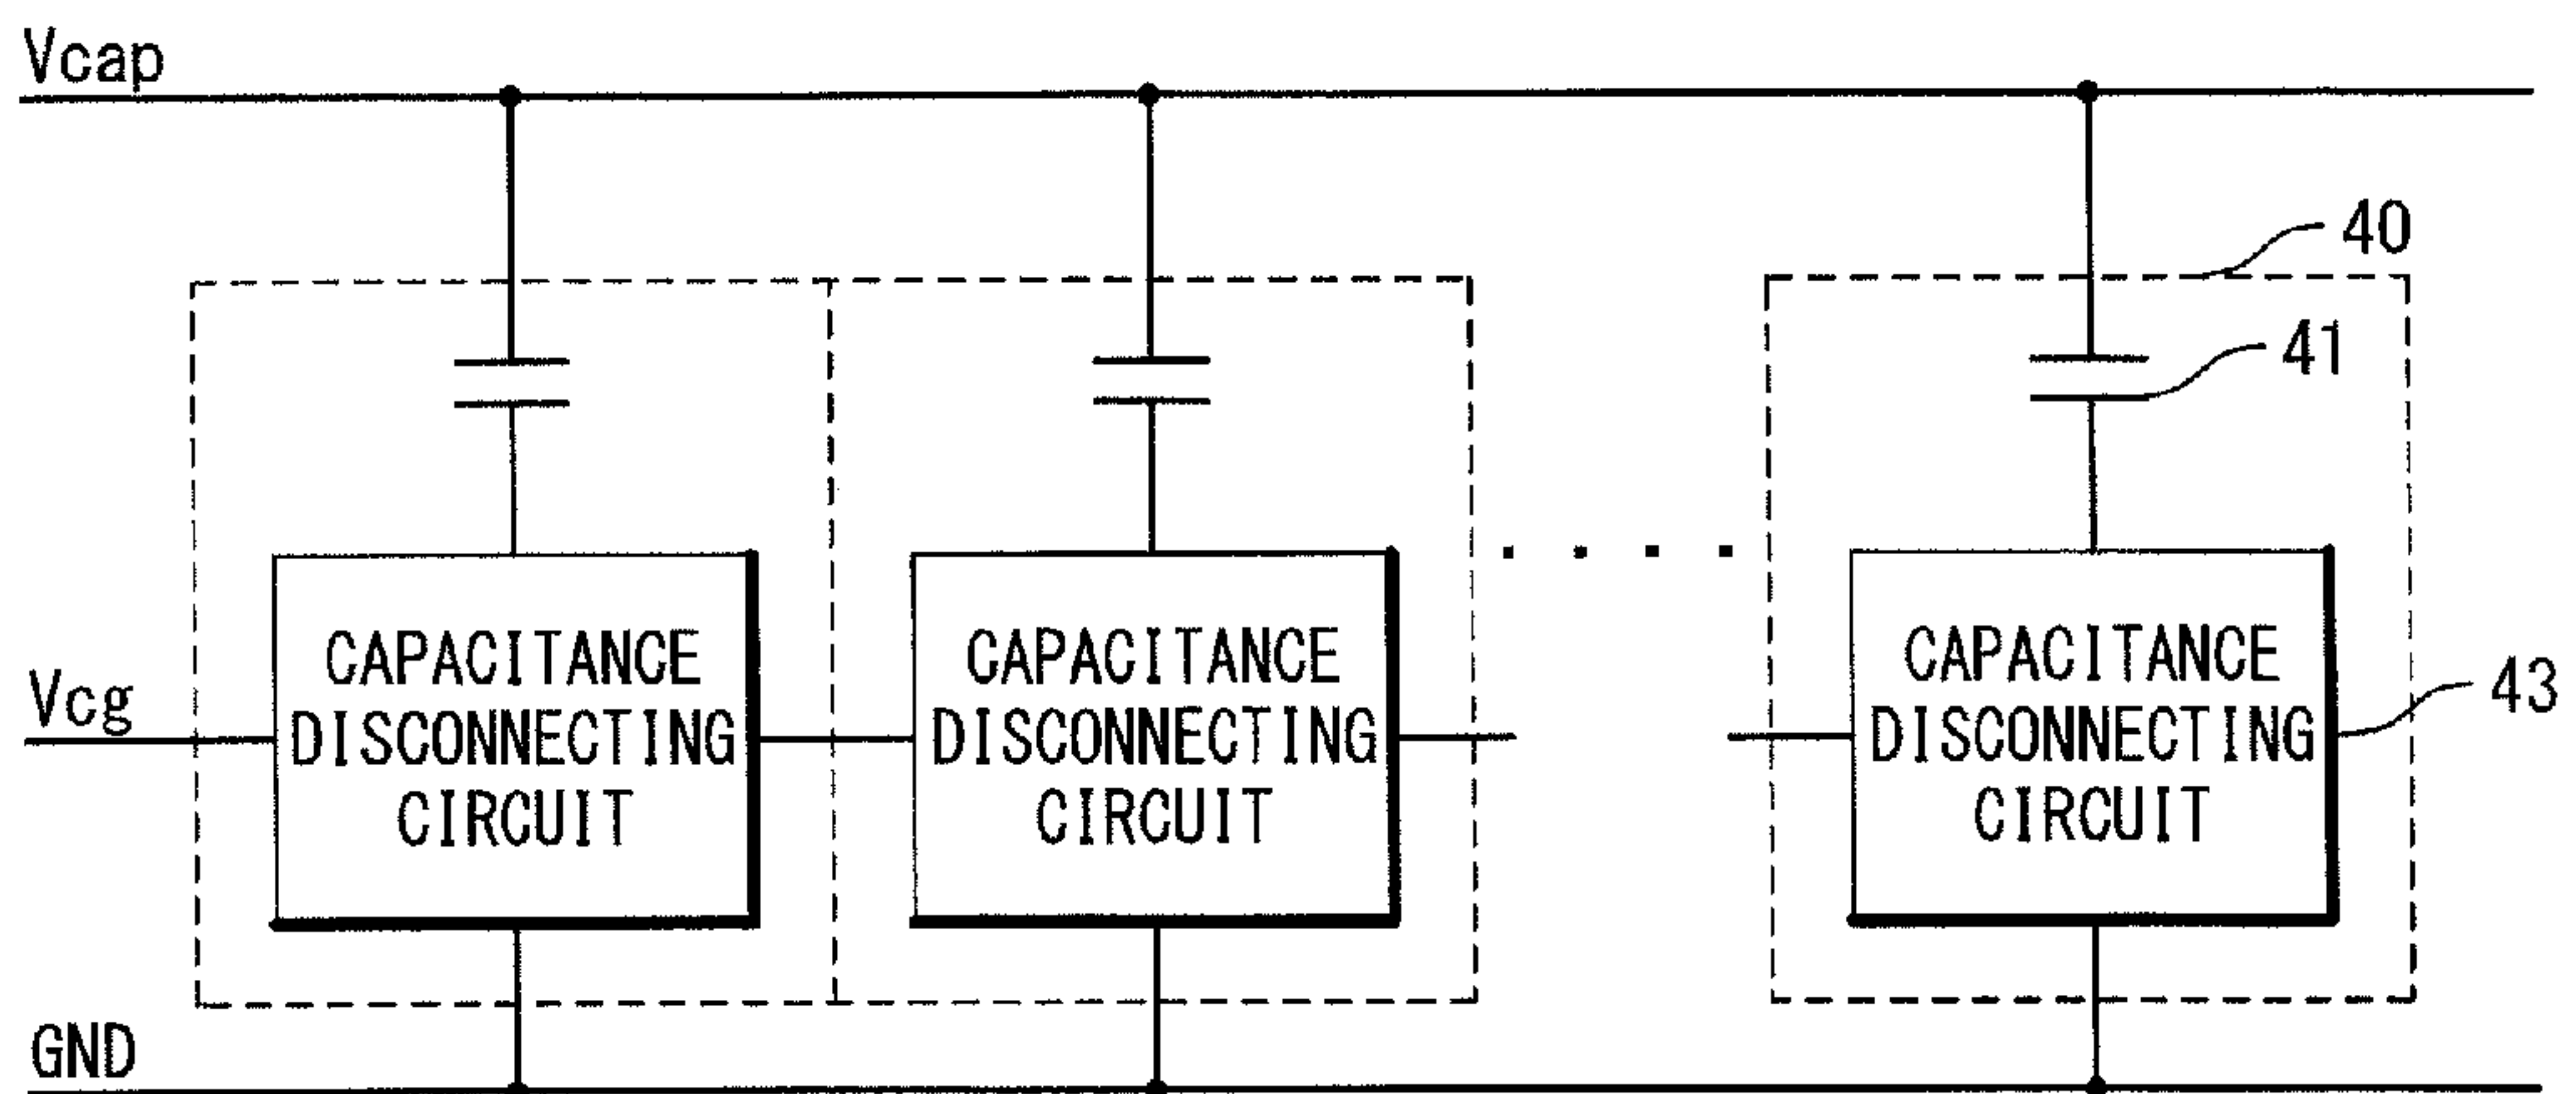 Vcap
40
41
CAPACITANCE
DISCONNECTING
CIRCUIT
CAPACITANCE
DISCONNECTING
CIRCUIT
CAPACITANCE
DISCONNECTING
CIRCUIT
Vcg
43
GND